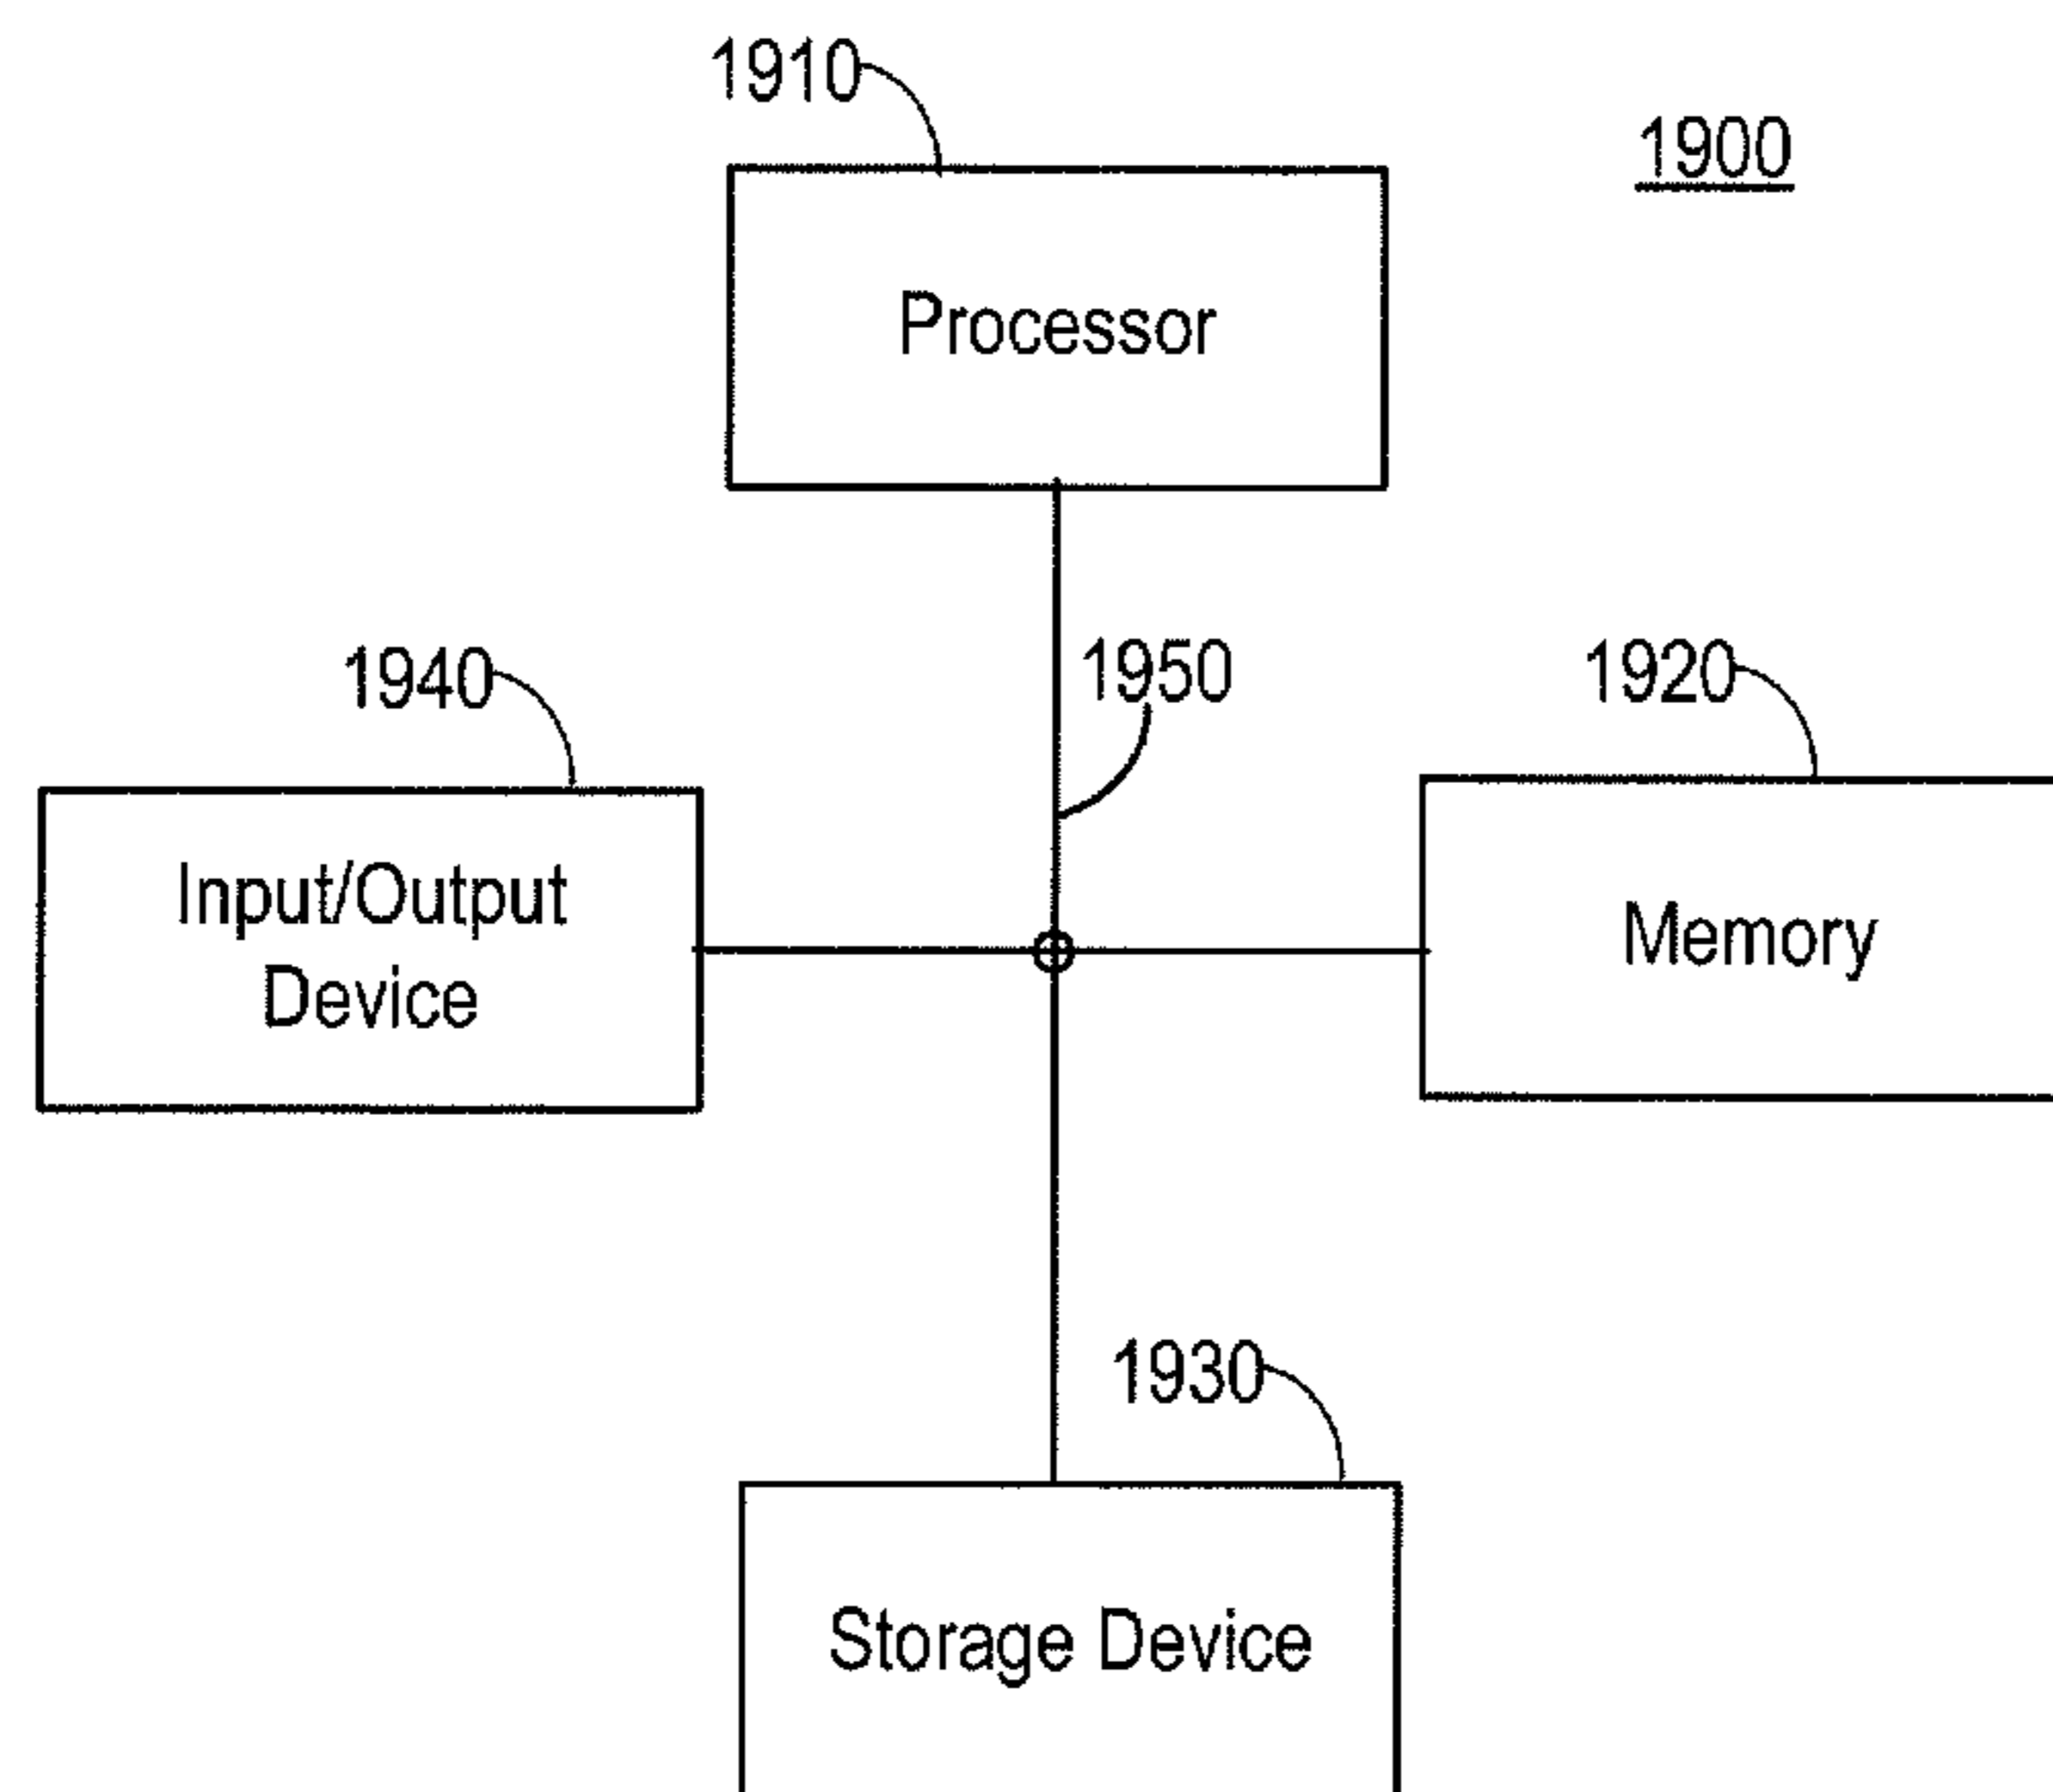 1910
1900
Processor
1940
1950
1920
Input/Output
Device
Memory
1930
Storage Device